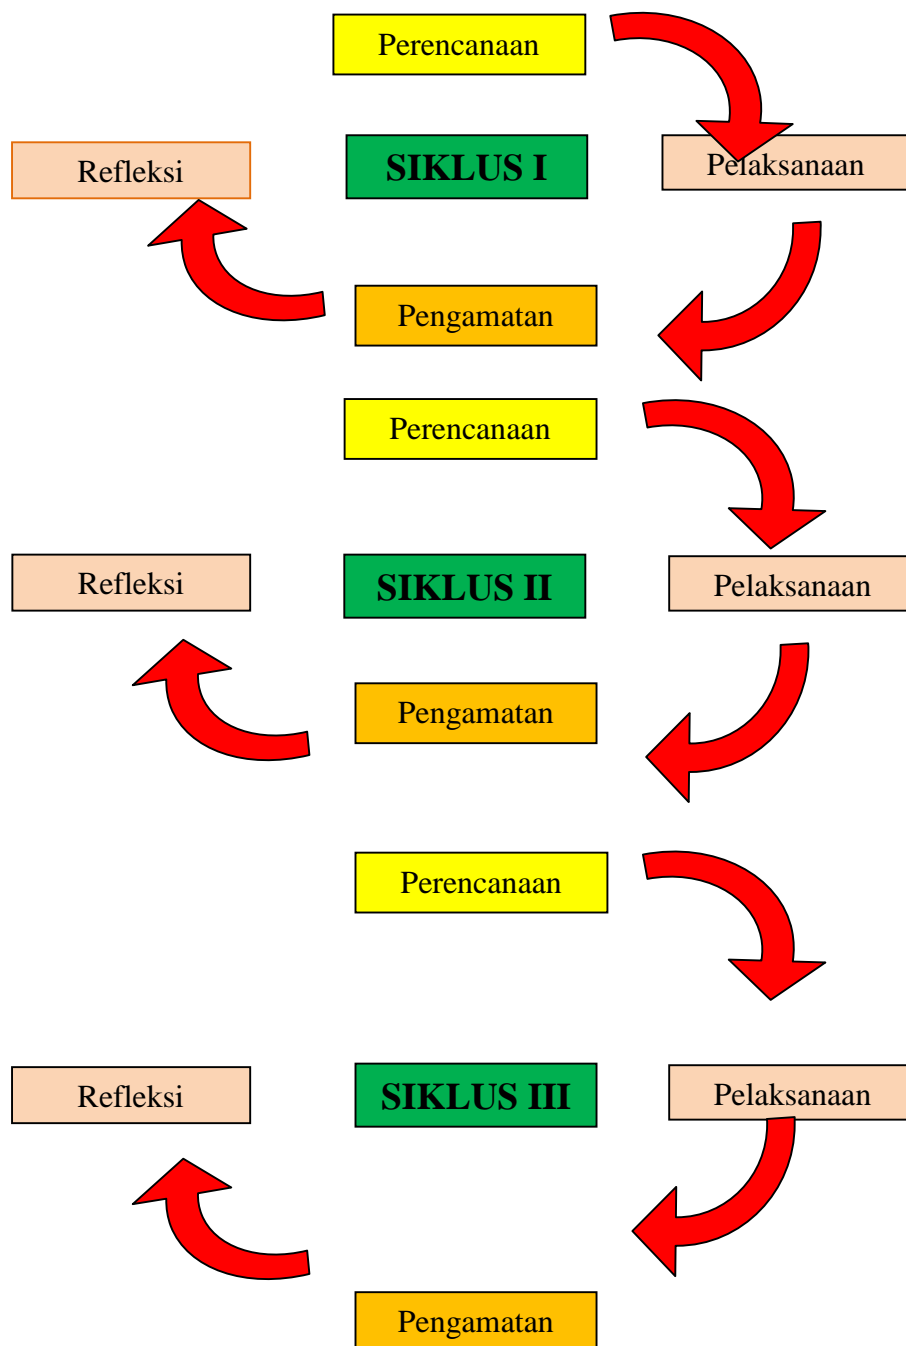 Perencanaan
Refleksi
SIKLUS I
Pelaksanaan
Pengamatan
Perencanaan
Refleksi
SIKLUS II
Pelaksanaan
Pengamatan
Perencanaan
Refleksi
SIKLUS III
Pelaksanaan
Pengamatan